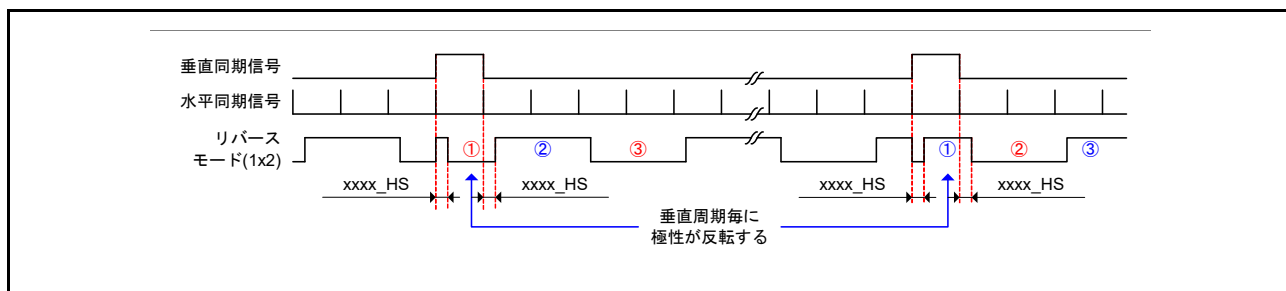 垂直同期信号
水平同期信号
リバース
モード(1x2)
① ② ③ ① ② ③
xxxx_HS xxxx_HS xxxx_HS xxxx_HS
垂直周期毎に
極性が反転する